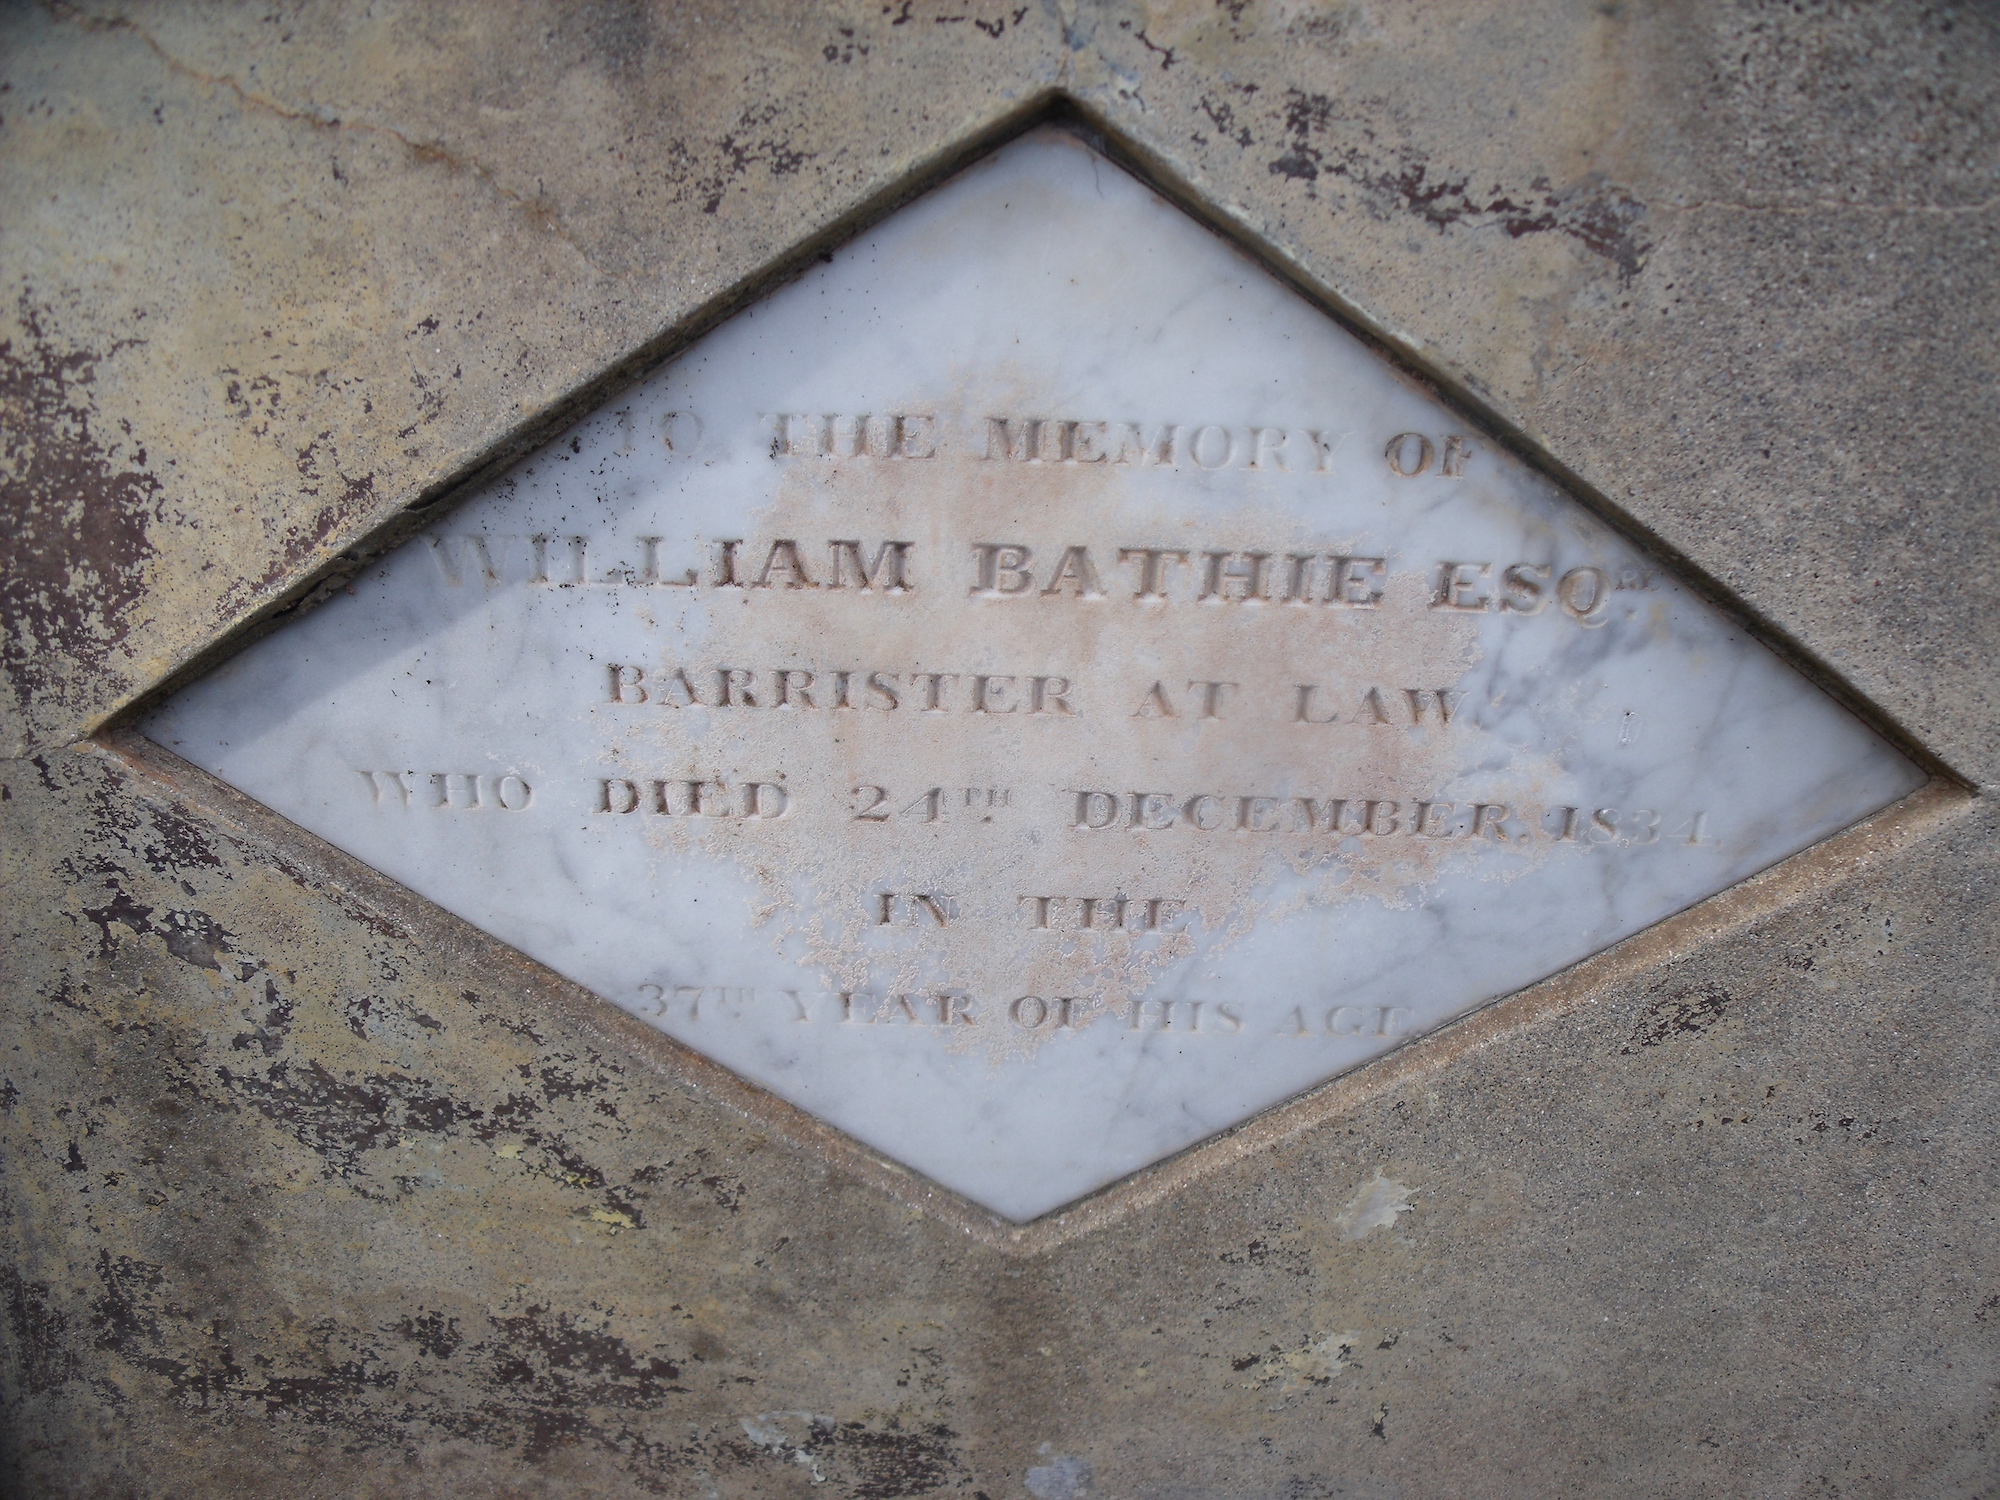 TO THE MEMORY OF
WILLIAM BATHIE ESQRE
BARRISTER AT LAW
WHO DIED 24TH DECEMBER, 1834,
IN THE
37TH YEAR OF HIS AGE.